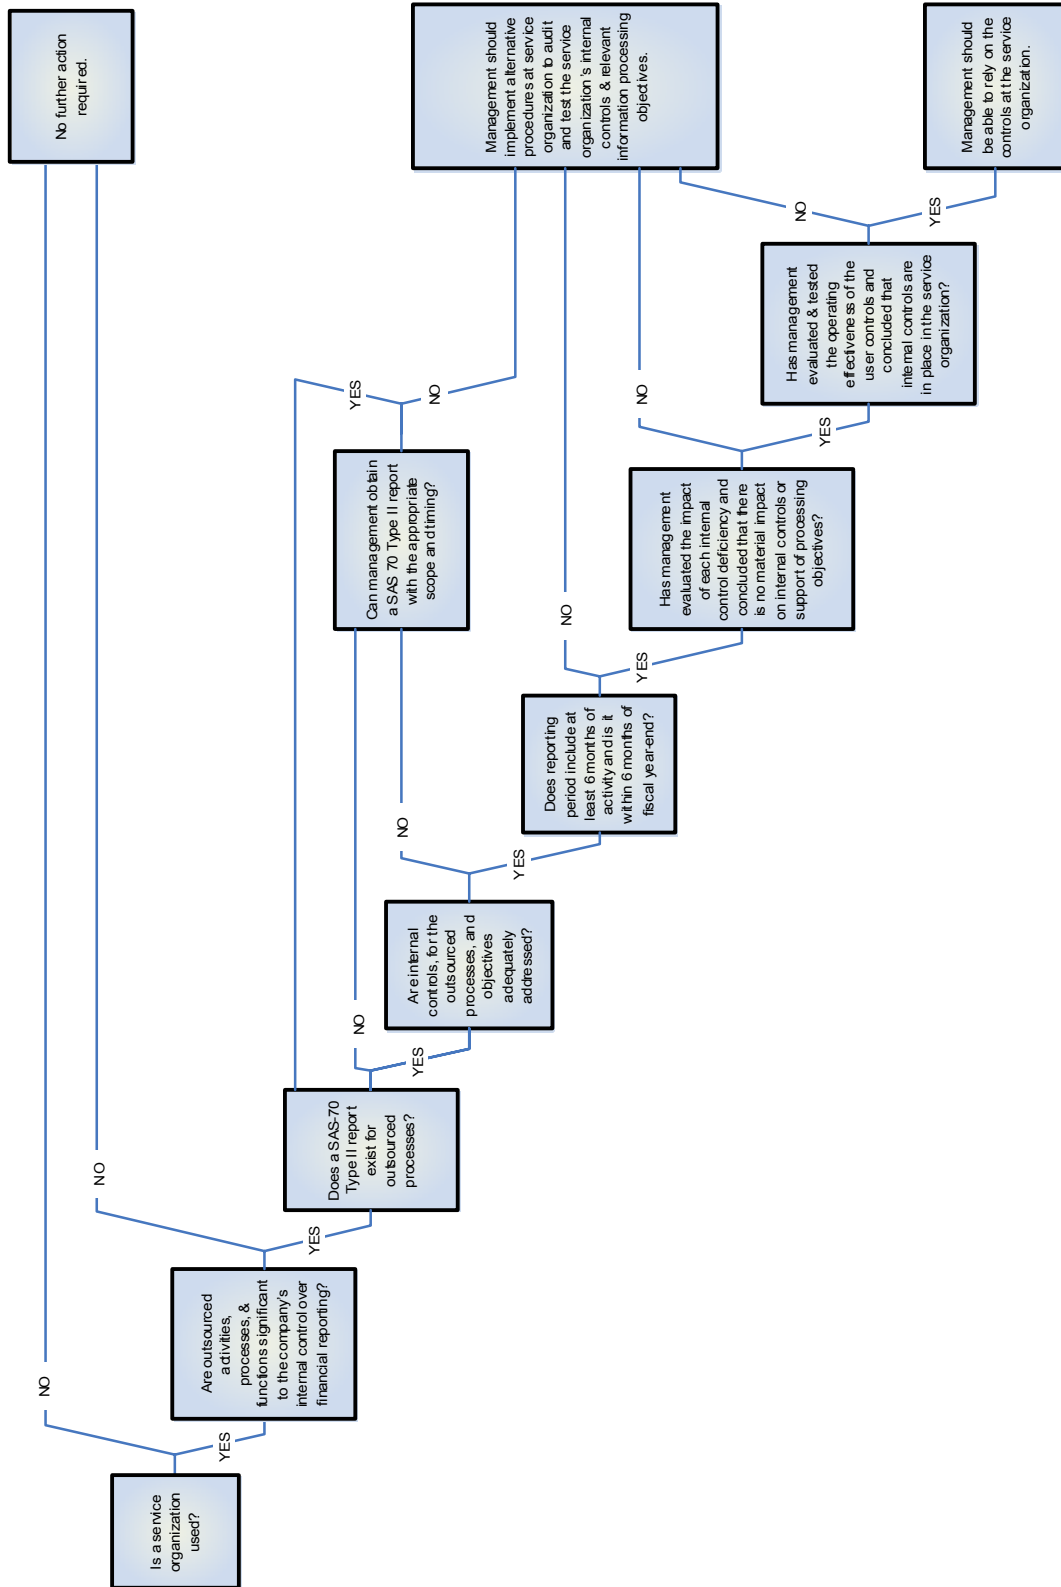 Is a service
organization
used?
NO
YES
Are outsourced
activities,
processes, &
functions significant
to the company's
internal control over
financial reporting?
NO
YES
No further action
required.
Does a SAS-70
Type II report
exist for
outsourced
processes?
NO
YES
Can management obtain
a SAS 70 Type II report
with the appropriate
scope and timing?
YES
NO
Are internal
controls, for the
outsourced
processes, and
objectives
adequately
addressed?
NO
YES
Does reporting
period include at
least 6 months of
activity and is it
within 6 months of
fiscal year-end?
NO
YES
Has management
evaluated the impact
of each internal
control deficiency and
concluded that there
is no material impact
on internal controls or
support of processing
objectives?
NO
YES
Has management
evaluated & tested
the operating
effectiveness of the
user controls and
concluded that
internal controls are
in place in the service
organization?
NO
YES
Management should
implement alternative
procedures at service
organization to audit
and test the service
organization's internal
controls & relevant
information processing
objectives.
Management should
be able to rely on the
controls at the service
organization.